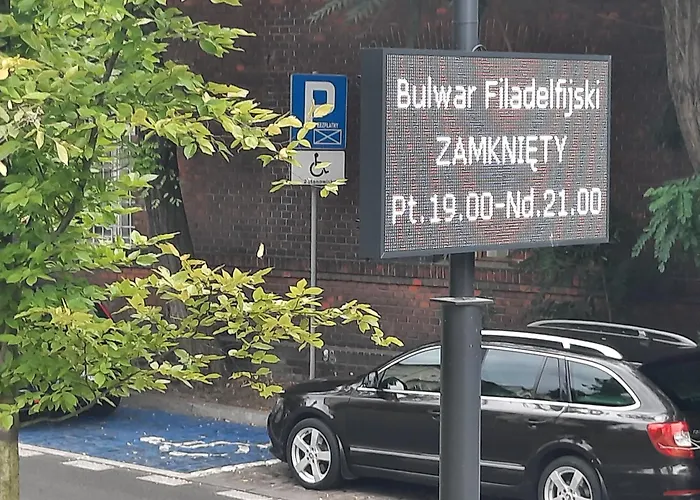 Bulwar Filadelfijski
ZAMKNIĘTY
Pt.19.00-Nd.21.00
P